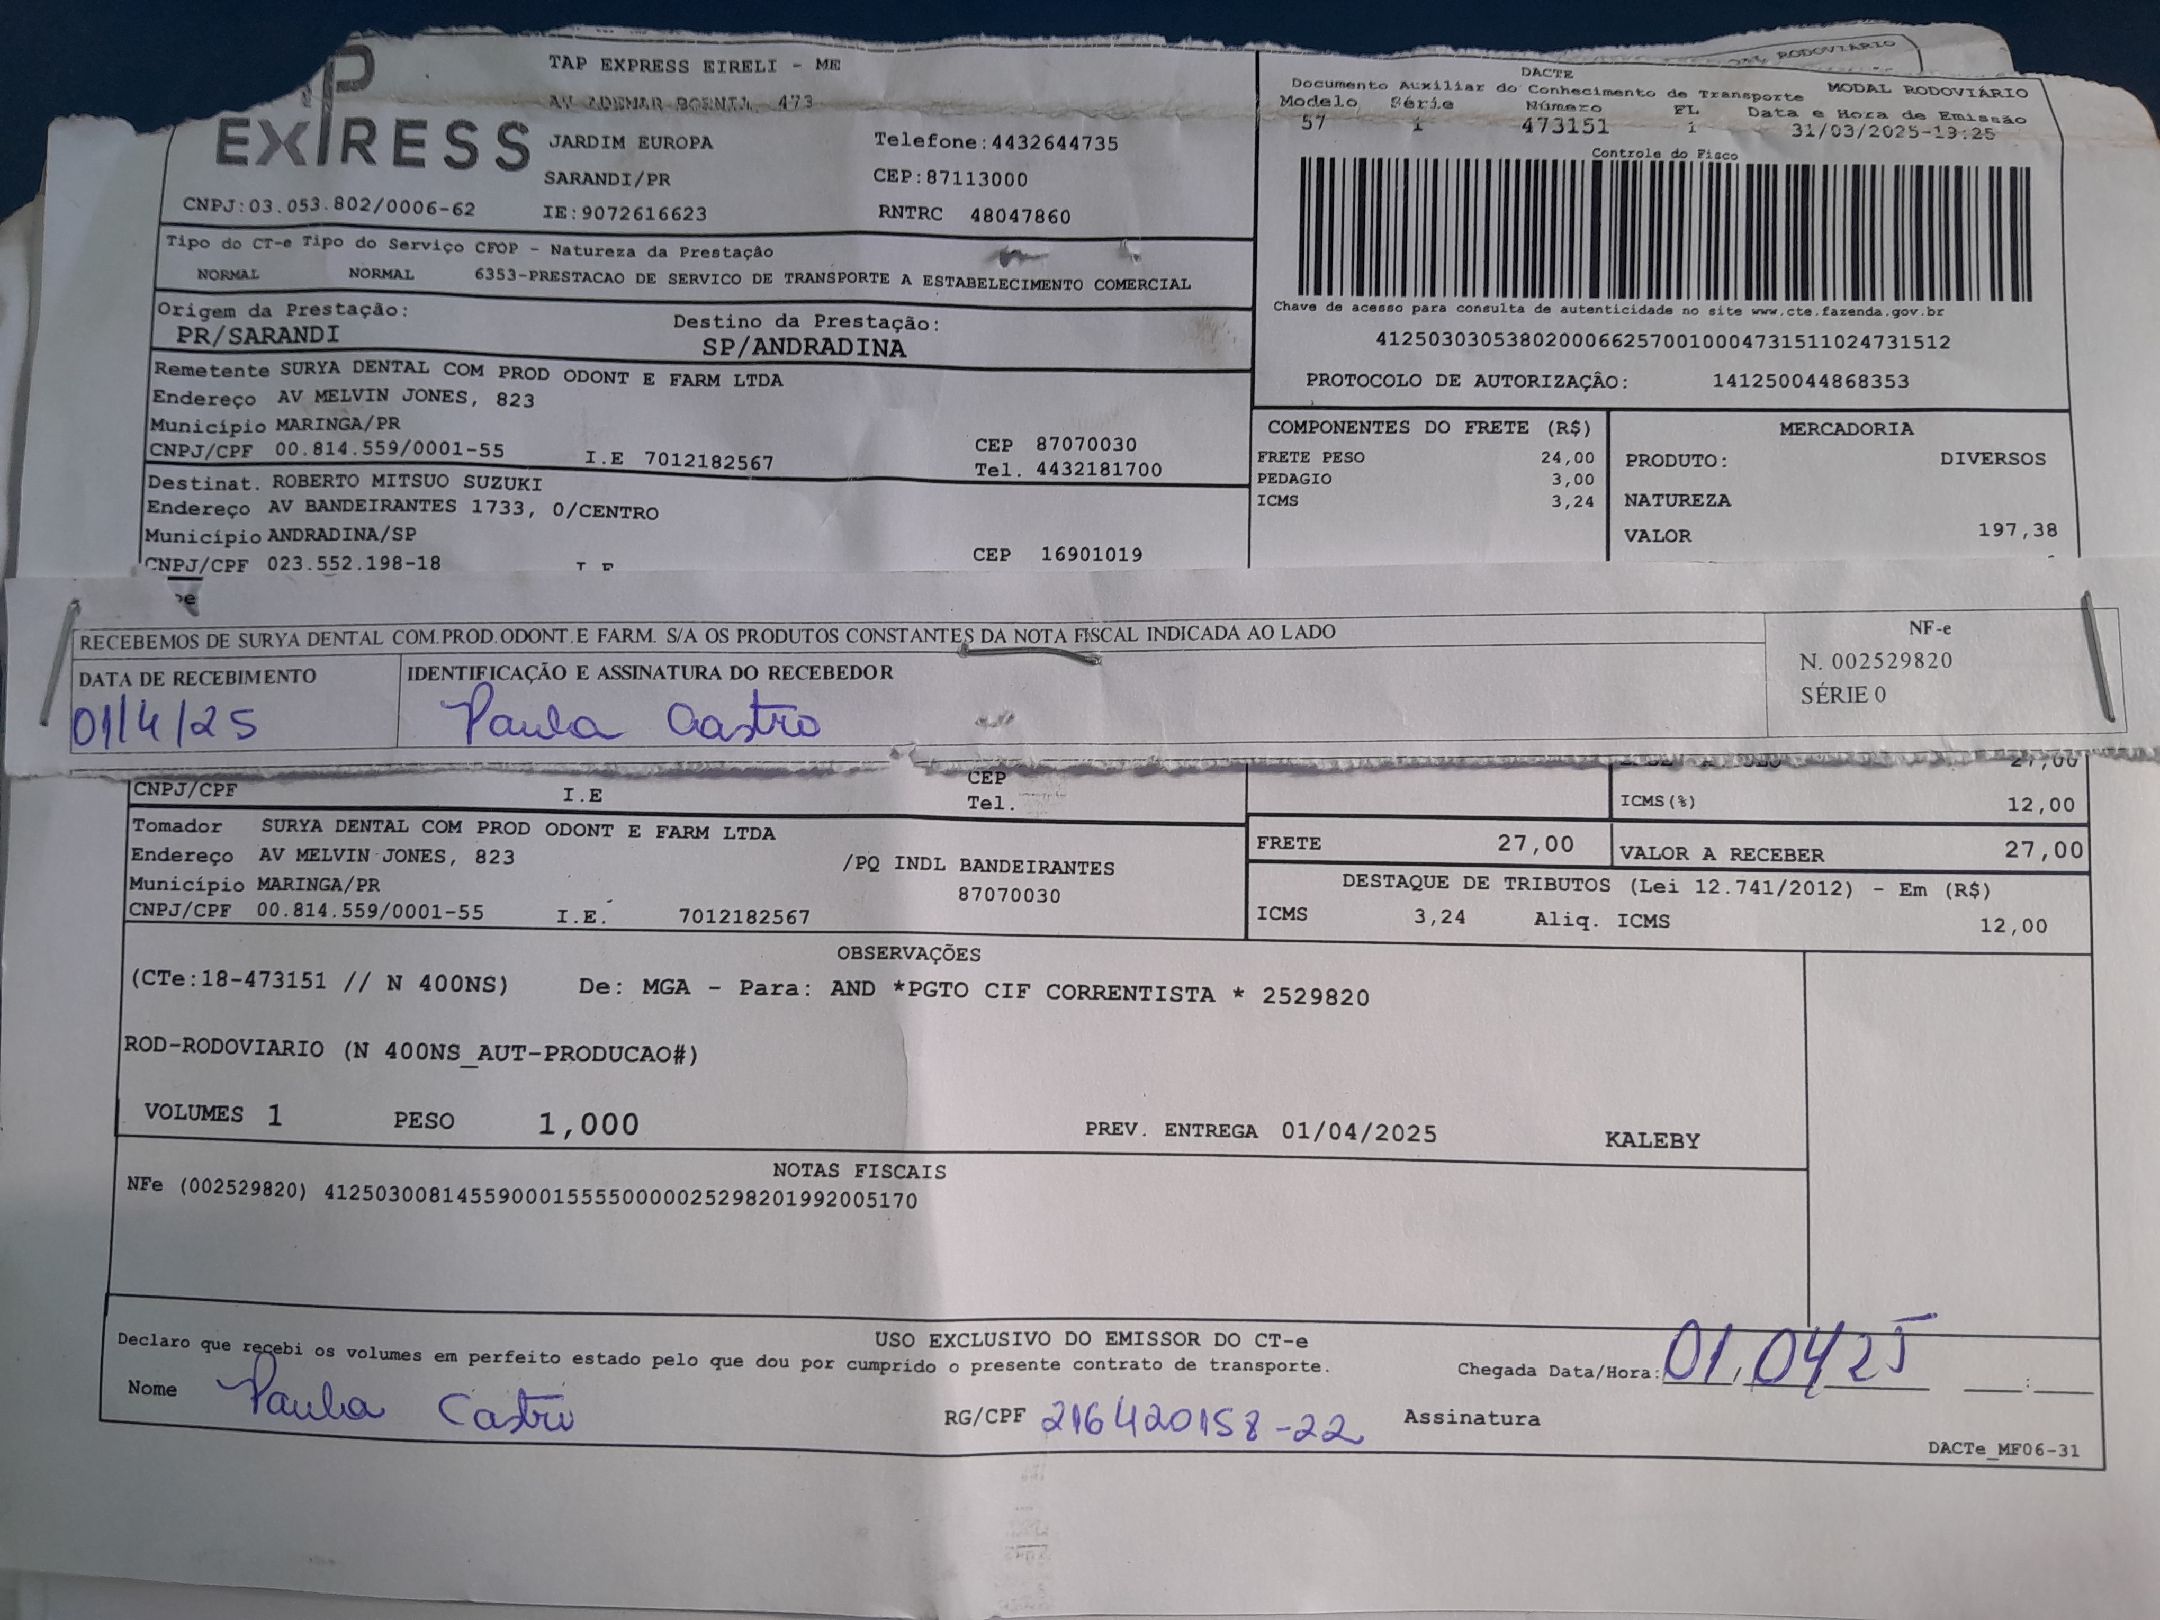 RODOVIÁRIO
TAP EXPRESS EIRELI - ME
AV ADEMAR BORNIA, 473
P
EXPRESS
JARDIM EUROPA
Telefone:4432644735
SARANDI/PR
CEP:87113000
CNPJ:03.053.802/0006-62
IE:9072616623
RNTRC 48047860
DACTE
Documento Auxiliar do Conhecimento de Transporte MODAL RODOVIÁRIO
Modelo Série Número FL Data e Hora de Emissão
57 1 473151 1 31/03/2025-19:25
Controle do Fisco
Chave de acesso para consulta de autenticidade no site www.cte.fazenda.gov.br
41250303053802000662570010004731511024731512
PROTOCOLO DE AUTORIZAÇÃO: 141250044868353
Tipo do CT-e Tipo do Serviço CFOP - Natureza da Prestação
NORMAL NORMAL 6353-PRESTACAO DE SERVICO DE TRANSPORTE A ESTABELECIMENTO COMERCIAL
Origem da Prestação:
PR/SARANDI
Destino da Prestação:
SP/ANDRADINA
Remetente SURYA DENTAL COM PROD ODONT E FARM LTDA
Endereço AV MELVIN JONES, 823
Município MARINGA/PR
CEP 87070030
CNPJ/CPF 00.814.559/0001-55 I.E 7012182567
Tel. 4432181700
Destinat. ROBERTO MITSUO SUZUKI
Endereço AV BANDEIRANTES 1733, 0/CENTRO
Município ANDRADINA/SP
CEP 16901019
CNPJ/CPF 023.552.198-18
COMPONENTES DO FRETE (R$)
FRETE PESO 24,00
PEDAGIO 3,00
ICMS 3,24
MERCADORIA
PRODUTO: DIVERSOS
NATUREZA
VALOR 197,38
RECEBEMOS DE SURYA DENTAL COM.PROD.ODONT.E FARM. S/A OS PRODUTOS CONSTANTES DA NOTA FISCAL INDICADA AO LADO
DATA DE RECEBIMENTO
01/4/25
IDENTIFICAÇÃO E ASSINATURA DO RECEBEDOR
Paula Castro
NF-e
N. 002529820
SÉRIE 0
CNPJ/CPF I.E
CEP
Tel.
27,00
ICMS(%) 12,00
Tomador SURYA DENTAL COM PROD ODONT E FARM LTDA
Endereço AV MELVIN JONES, 823 /PQ INDL BANDEIRANTES
Município MARINGA/PR 87070030
CNPJ/CPF 00.814.559/0001-55 I.E. 7012182567
FRETE 27,00
VALOR A RECEBER 27,00
DESTAQUE DE TRIBUTOS (Lei 12.741/2012) - Em (R$)
ICMS 3,24 Aliq. ICMS 12,00
OBSERVAÇÕES
(CTe:18-473151 // N 400NS) De: MGA - Para: AND *PGTO CIF CORRENTISTA * 2529820
ROD-RODOVIARIO (N 400NS_AUT-PRODUCAO#)
VOLUMES 1 PESO 1,000
PREV. ENTREGA 01/04/2025 KALEBY
NOTAS FISCAIS
NFe (002529820) 41250300814559000155550000025298201992005170
USO EXCLUSIVO DO EMISSOR DO CT-e
Declaro que recebi os volumes em perfeito estado pelo que dou por cumprido o presente contrato de transporte.
Chegada Data/Hora: 01,04/25 __:__
Nome Paula Castro
RG/CPF 216420158-22 Assinatura
DACTe_MF06-31